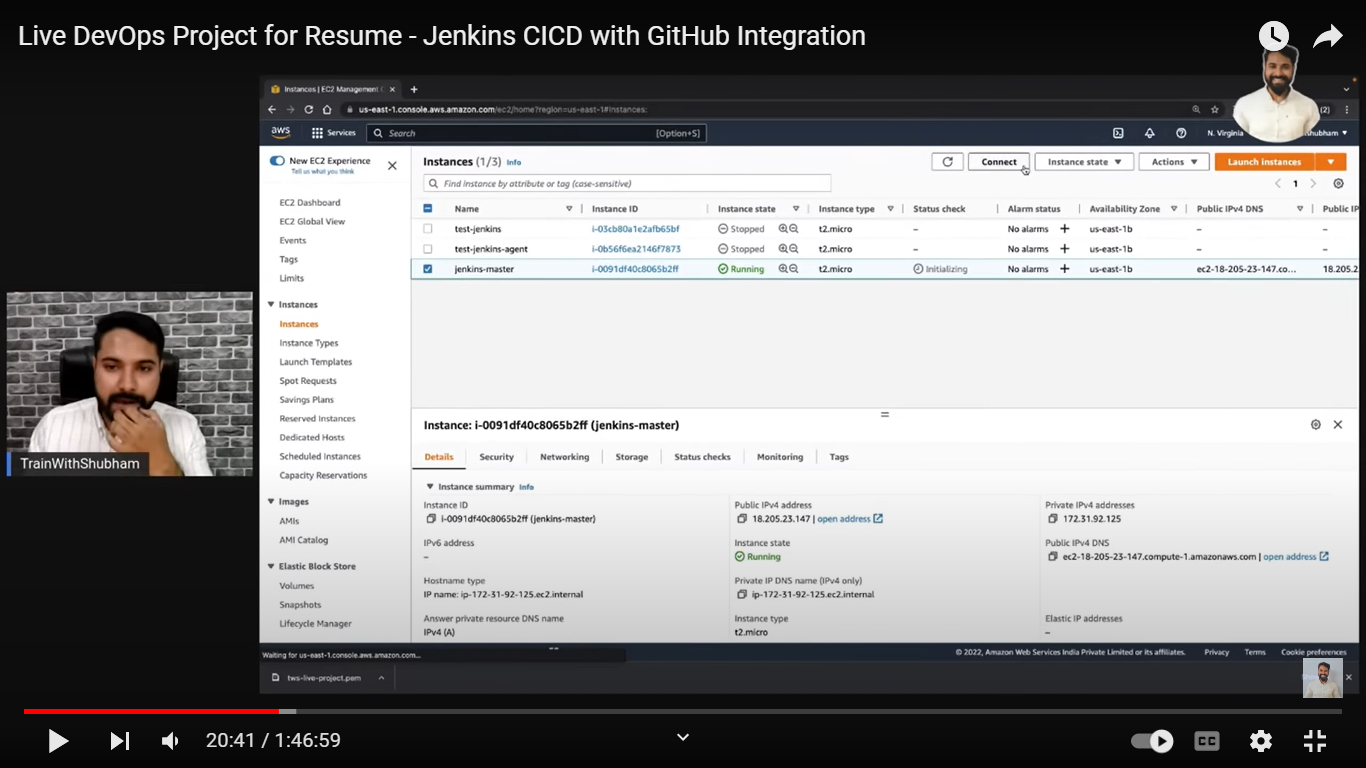 Live DevOps Project for Resume - Jenkins CICD with GitHub Integration
Instances | EC2 Management
us-east-1.console.aws.amazon.com/ec2/home?region=us-east-1#Instances:
(2)
aws Services Search [Option+S] N. Virginia shubham
New EC2 Experience
Tell us what you think
EC2 Dashboard
EC2 Global View
Events
Tags
Limits
Instances
Instances
Instance Types
Launch Templates
Spot Requests
Savings Plans
Reserved Instances
Dedicated Hosts
Scheduled Instances
Capacity Reservations
Images
AMIs
AMI Catalog
Elastic Block Store
Volumes
Snapshots
Lifecycle Manager
Instances (1/3) Info
Connect Instance state Actions Launch instances
Find instance by attribute or tag (case-sensitive)
1
Name Instance ID Instance state Instance type Status check Alarm status Availability Zone Public IPv4 DNS Public IP
test-jenkins i-03cb80a1e2afb65bf Stopped t2.micro – No alarms + us-east-1b – –
test-jenkins-agent i-0b56f6ea2146f7873 Stopped t2.micro – No alarms + us-east-1b – –
jenkins-master i-0091df40c8065b2ff Running t2.micro Initializing No alarms + us-east-1b ec2-18-205-23-147.co... 18.205.2
Instance: i-0091df40c8065b2ff (jenkins-master)
Details Security Networking Storage Status checks Monitoring Tags
Instance summary Info
Instance ID
i-0091df40c8065b2ff (jenkins-master)
Public IPv4 address
18.205.23.147 | open address
Private IPv4 addresses
172.31.92.125
IPv6 address
–
Instance state
Running
Public IPv4 DNS
ec2-18-205-23-147.compute-1.amazonaws.com | open address
Hostname type
IP name: ip-172-31-92-125.ec2.internal
Private IP DNS name (IPv4 only)
ip-172-31-92-125.ec2.internal
Answer private resource DNS name
IPv4 (A)
Instance type
t2.micro
Elastic IP addresses
–
TrainWithShubham
Waiting for us-east-1.console.aws.amazon.com...
© 2022, Amazon Web Services India Private Limited or its affiliates. Privacy Terms Cookie preferences
tws-live-project.pem
20:41 / 1:46:59
CC